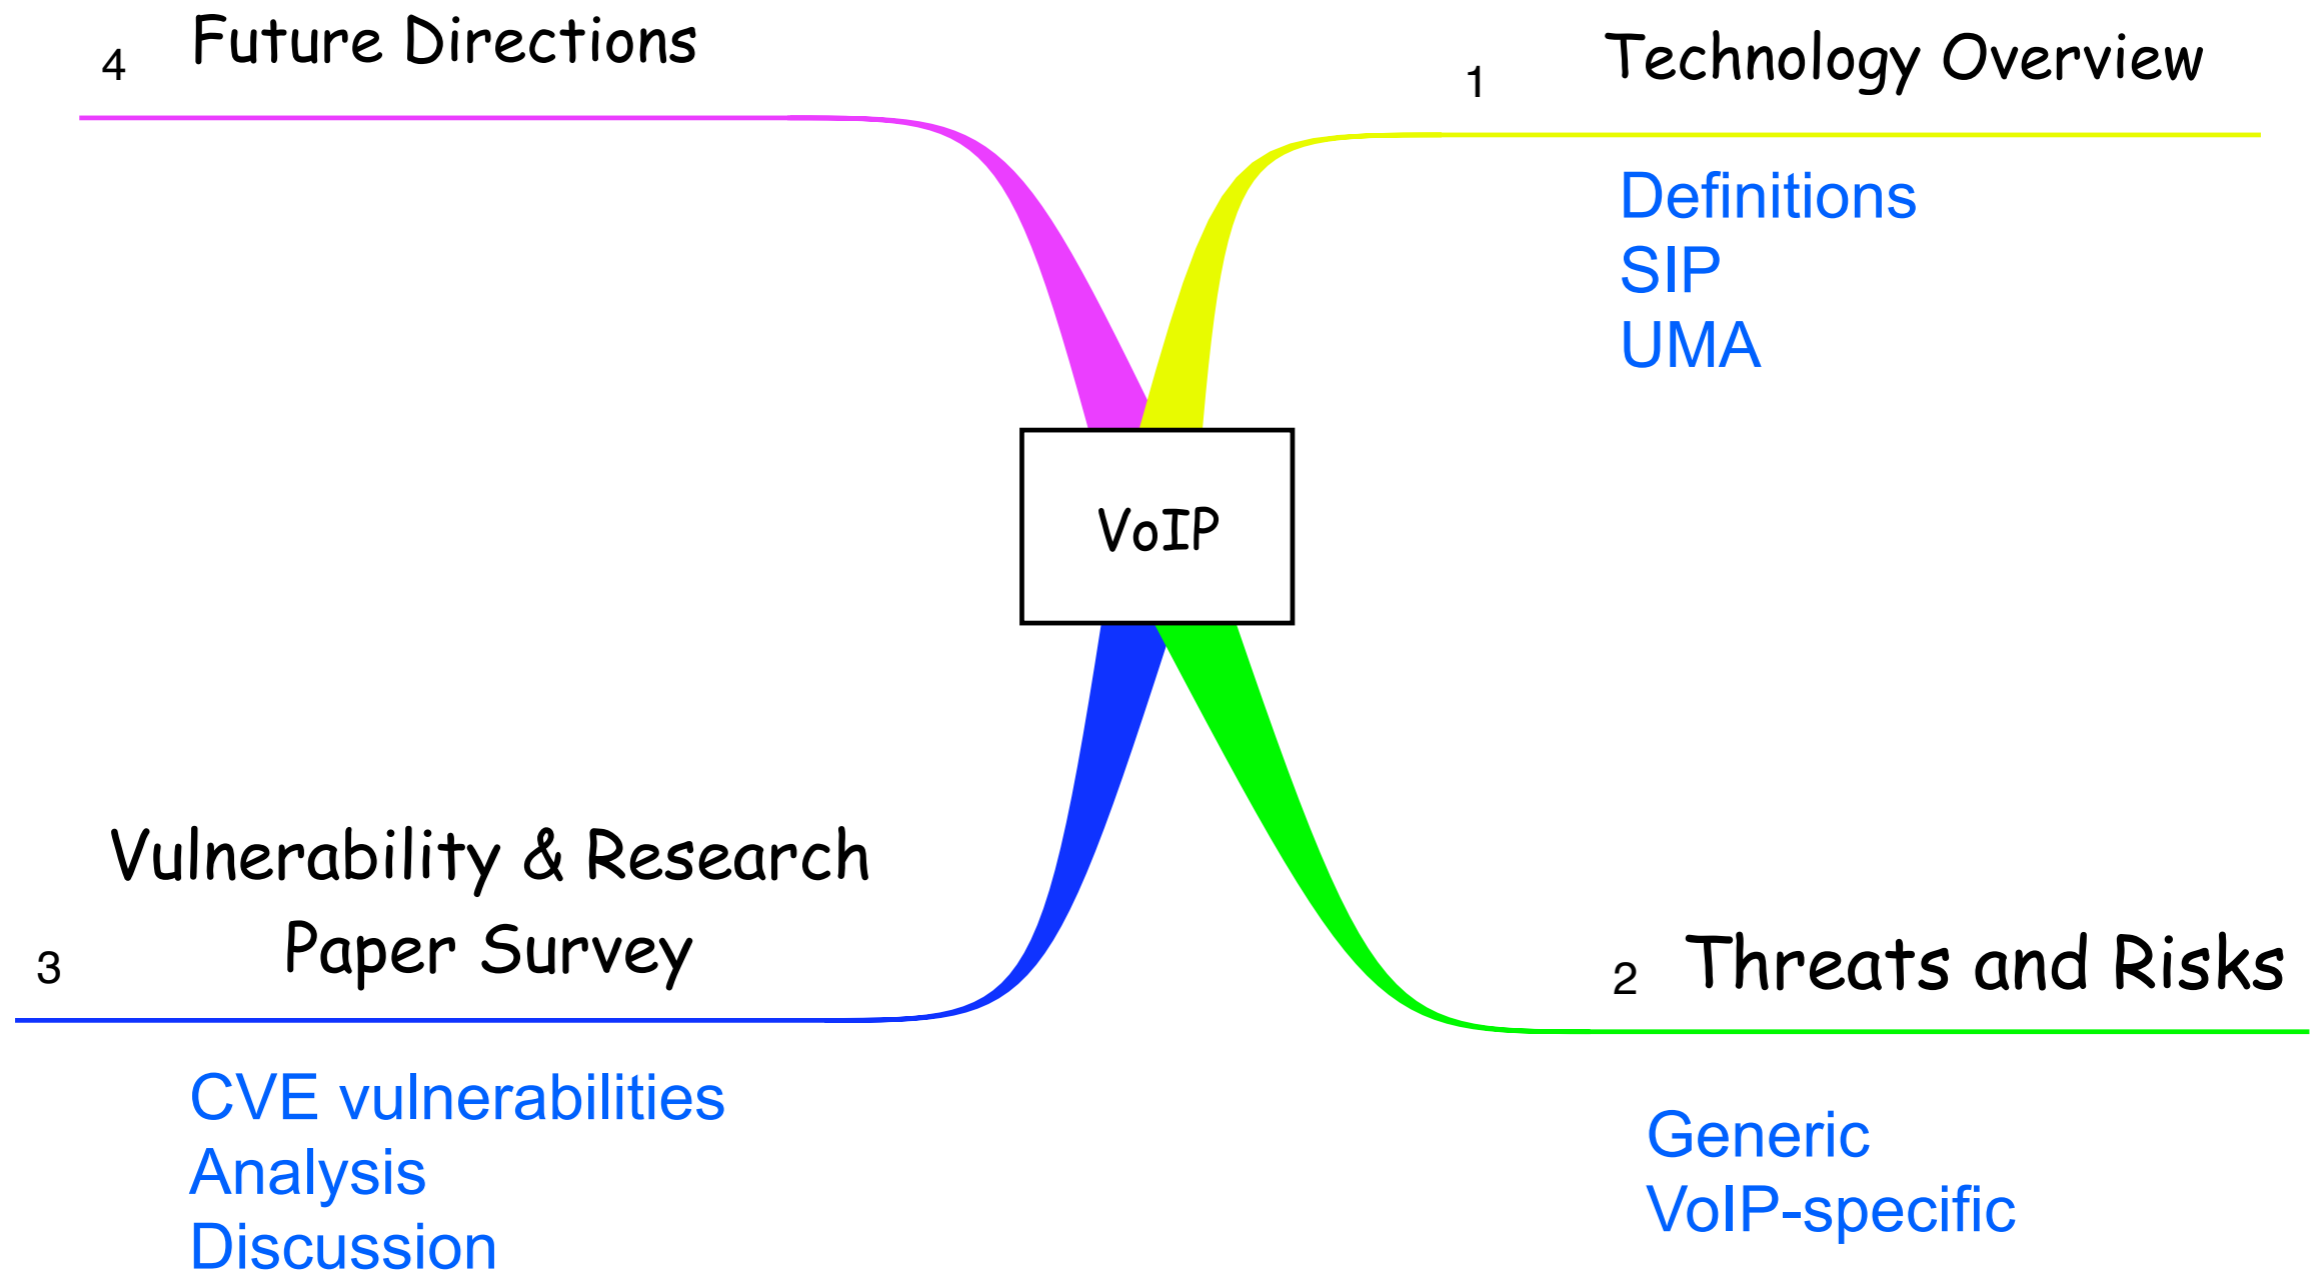 4 Future Directions
1 Technology Overview
Definitions
SIP
UMA
VoIP
Vulnerability & Research
3 Paper Survey
2 Threats and Risks
CVE vulnerabilities
Analysis
Discussion
Generic
VoIP-specific